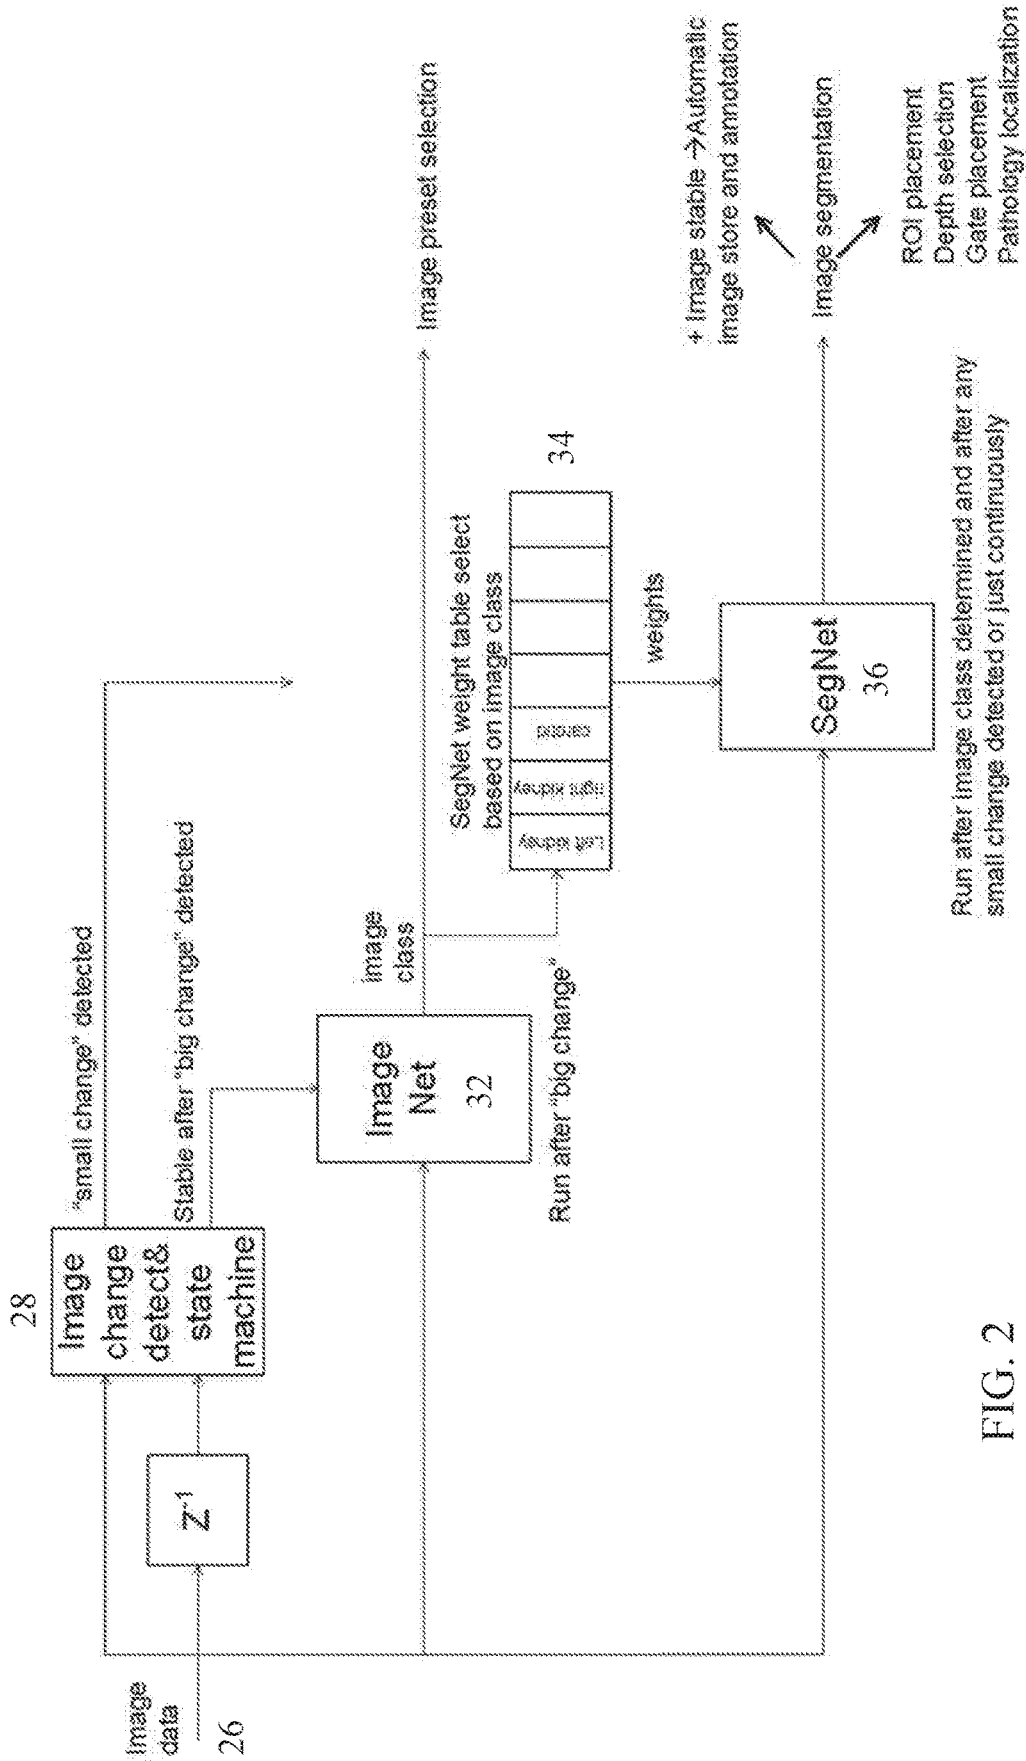 Image
data
26
Z-1
28
Image
change
detect&
state
machine
"small change" detected
Stable after "big change" detected
Image
Net
32
Run after "big change"
image
class
Image preset selection
SegNet weight table select
based on image class
Left kidney
right kidney
carotid
34
weights
SegNet
36
Run after image class determined and after any
small change detected or just continuously
+ Image stable →Automatic
image store and annotation
Image segmentation
ROI placement
Depth selection
Gate placement
Pathology localization
FIG. 2